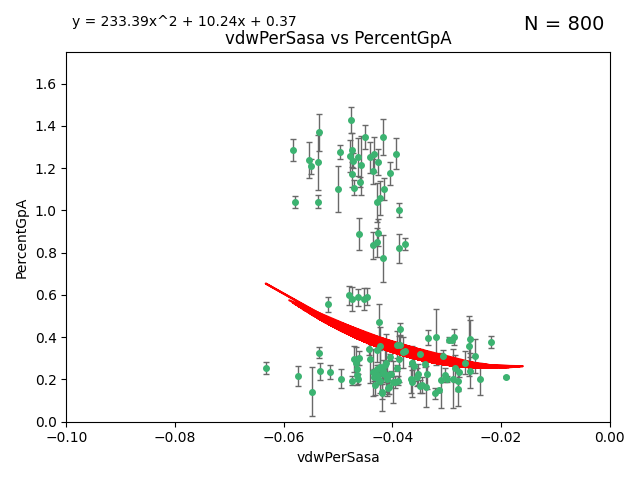 y = 233.39x^2 + 10.24x + 0.37
N = 800
vdwPerSasa vs PercentGpA
PercentGpA
1.6
1.4
1.2
1.0
0.8
0.6
0.4
0.2
0.0
−0.10 −0.08 −0.06 −0.04 −0.02 0.00
vdwPerSasa